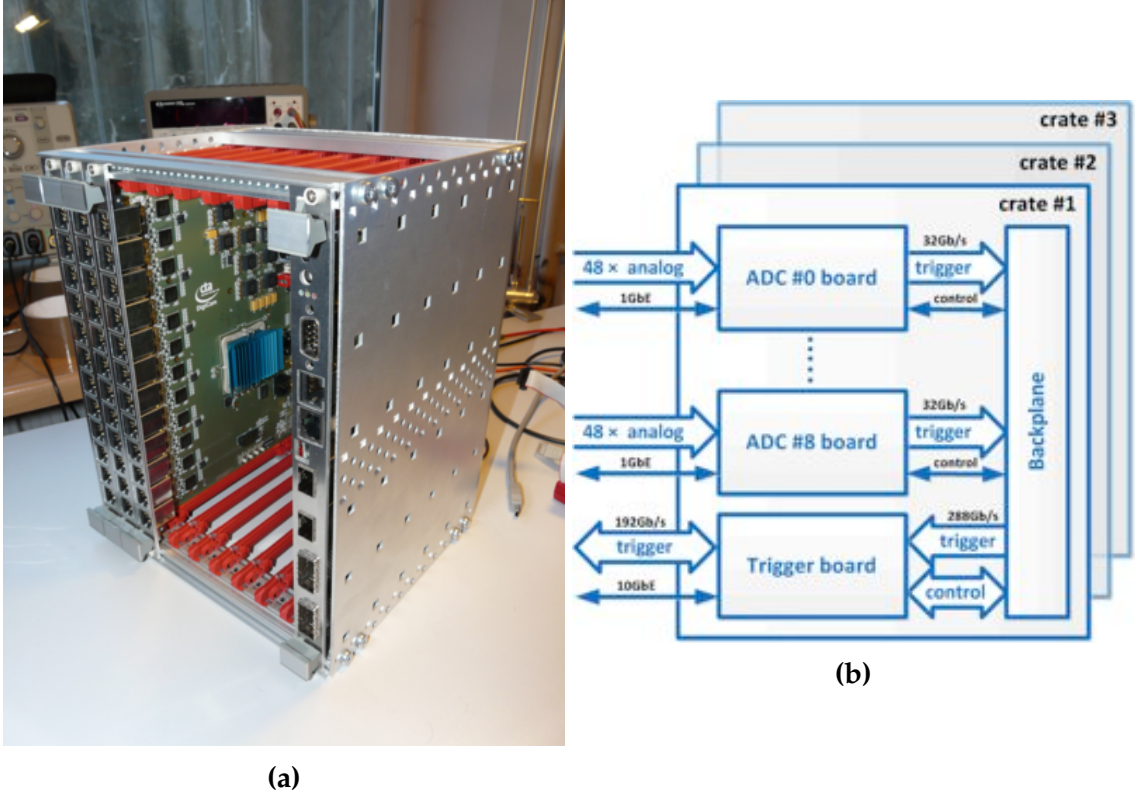 da
crate #3
crate #2
crate #1
48 × analog
1GbE
ADC #0 board
32Gb/s
trigger
control
48 × analog
1GbE
ADC #8 board
32Gb/s
trigger
control
Backplane
192Gb/s
trigger
10GbE
Trigger board
288Gb/s
trigger
control
(a)
(b)